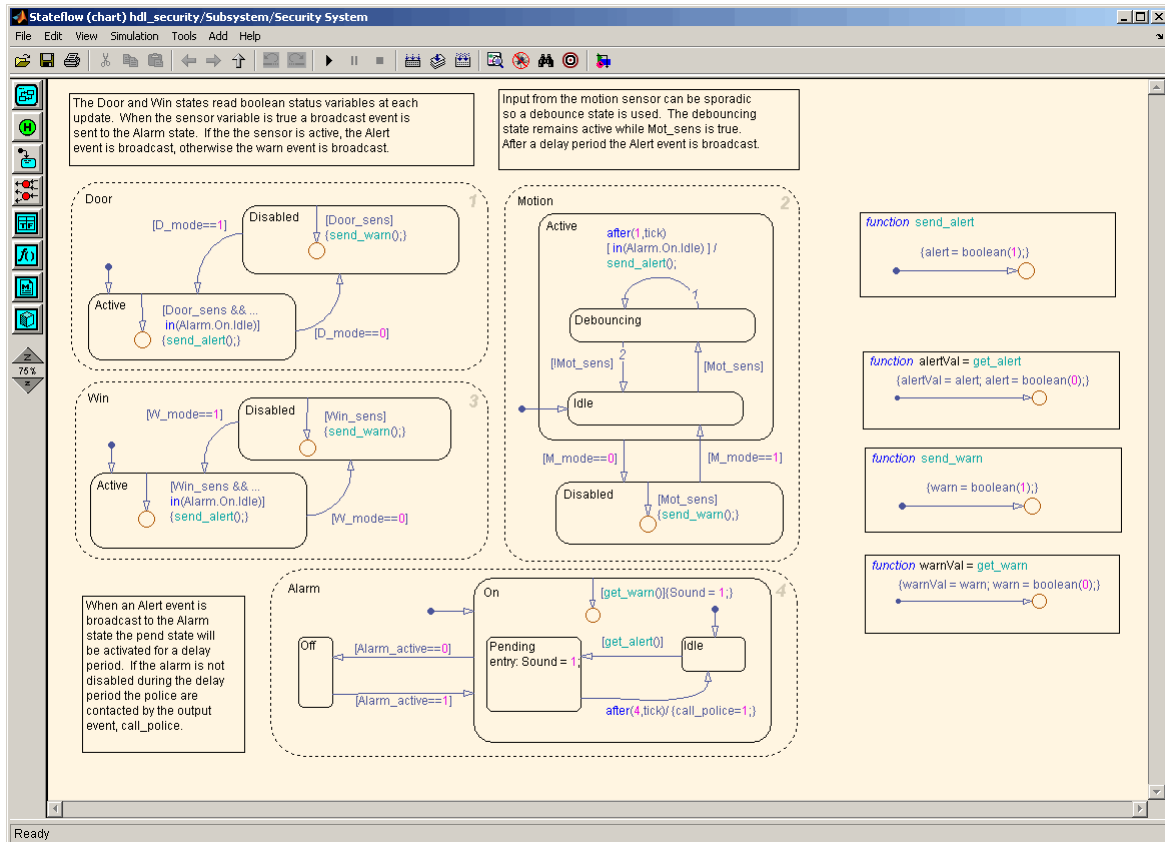 Stateflow (chart) hdl_security/Subsystem/Security System
File Edit View Simulation Tools Add Help
The Door and Win states read boolean status variables at each
update. When the sensor variable is true a broadcast event is
sent to the Alarm state. If the the sensor is active, the Alert
event is broadcast, otherwise the warn event is broadcast.
Input from the motion sensor can be sporadic
so a debounce state is used. The debouncing
state remains active while Mot_sens is true.
After a delay period the Alert event is broadcast.
Door
1
Disabled
[Door_sens]
{send_warn();}
[D_mode==1]
Active
[Door_sens && ...
in(Alarm.On.Idle)]
{send_alert();}
[D_mode==0]
Motion
2
Active
after(1,tick)
[ in(Alarm.On.Idle) ] /
send_alert();
1
Debouncing
2
[!Mot_sens]
[Mot_sens]
Idle
[M_mode==0]
[M_mode==1]
Disabled
[Mot_sens]
{send_warn();}
function send_alert
{alert = boolean(1);}
function alertVal = get_alert
{alertVal = alert; alert = boolean(0);}
function send_warn
{warn = boolean(1);}
function warnVal = get_warn
{warnVal = warn; warn = boolean(0);}
Z
75%
Win
3
Disabled
[Win_sens]
{send_warn();}
[W_mode==1]
Active
[Win_sens && ...
in(Alarm.On.Idle)]
{send_alert();}
[W_mode==0]
When an Alert event is
broadcast to the Alarm
state the pend state will
be activated for a delay
period. If the alarm is not
disabled during the delay
period the police are
contacted by the output
event, call_police.
Alarm
4
On
[get_warn()]{Sound = 1;}
Off
[Alarm_active==0]
[Alarm_active==1]
Pending
entry: Sound = 1;
[get_alert()]
Idle
after(4,tick)/ {call_police=1;}
Ready